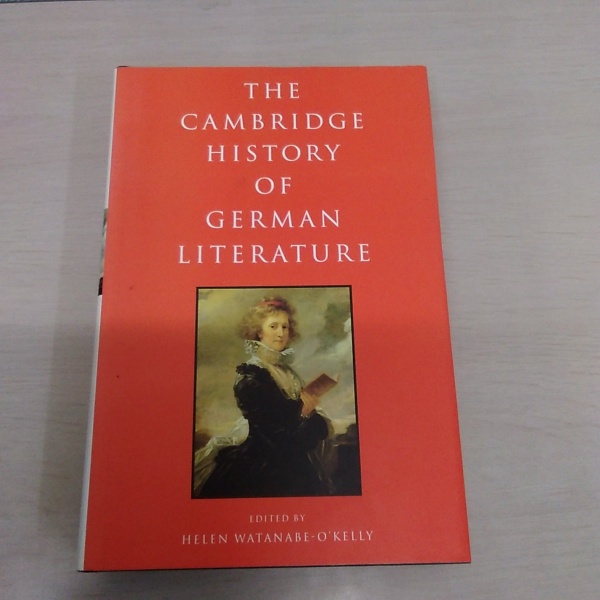 THE
CAMBRIDGE
HISTORY
OF
GERMAN
LITERATURE
EDITED BY
HELEN WATANABE-O'KELLY